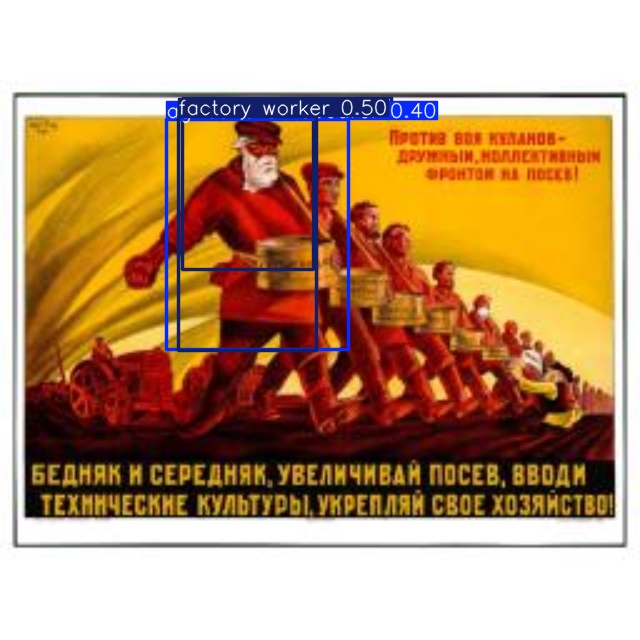 factory worker 0.50
0.40
ПРОТИВ ВОЯ КУЛАКОВ-
ДРУЖНЫМ, КОЛЛЕКТИВНЫМ
ФРОНТОМ НА ПОСЕВ!
БЕДНЯК И СЕРЕДНЯК, УВЕЛИЧИВАЙ ПОСЕВ, ВВОДИ
ТЕХНИЧЕСКИЕ КУЛЬТУРЫ, УКРЕПЛЯЙ СВОЕ ХОЗЯЙСТВО!